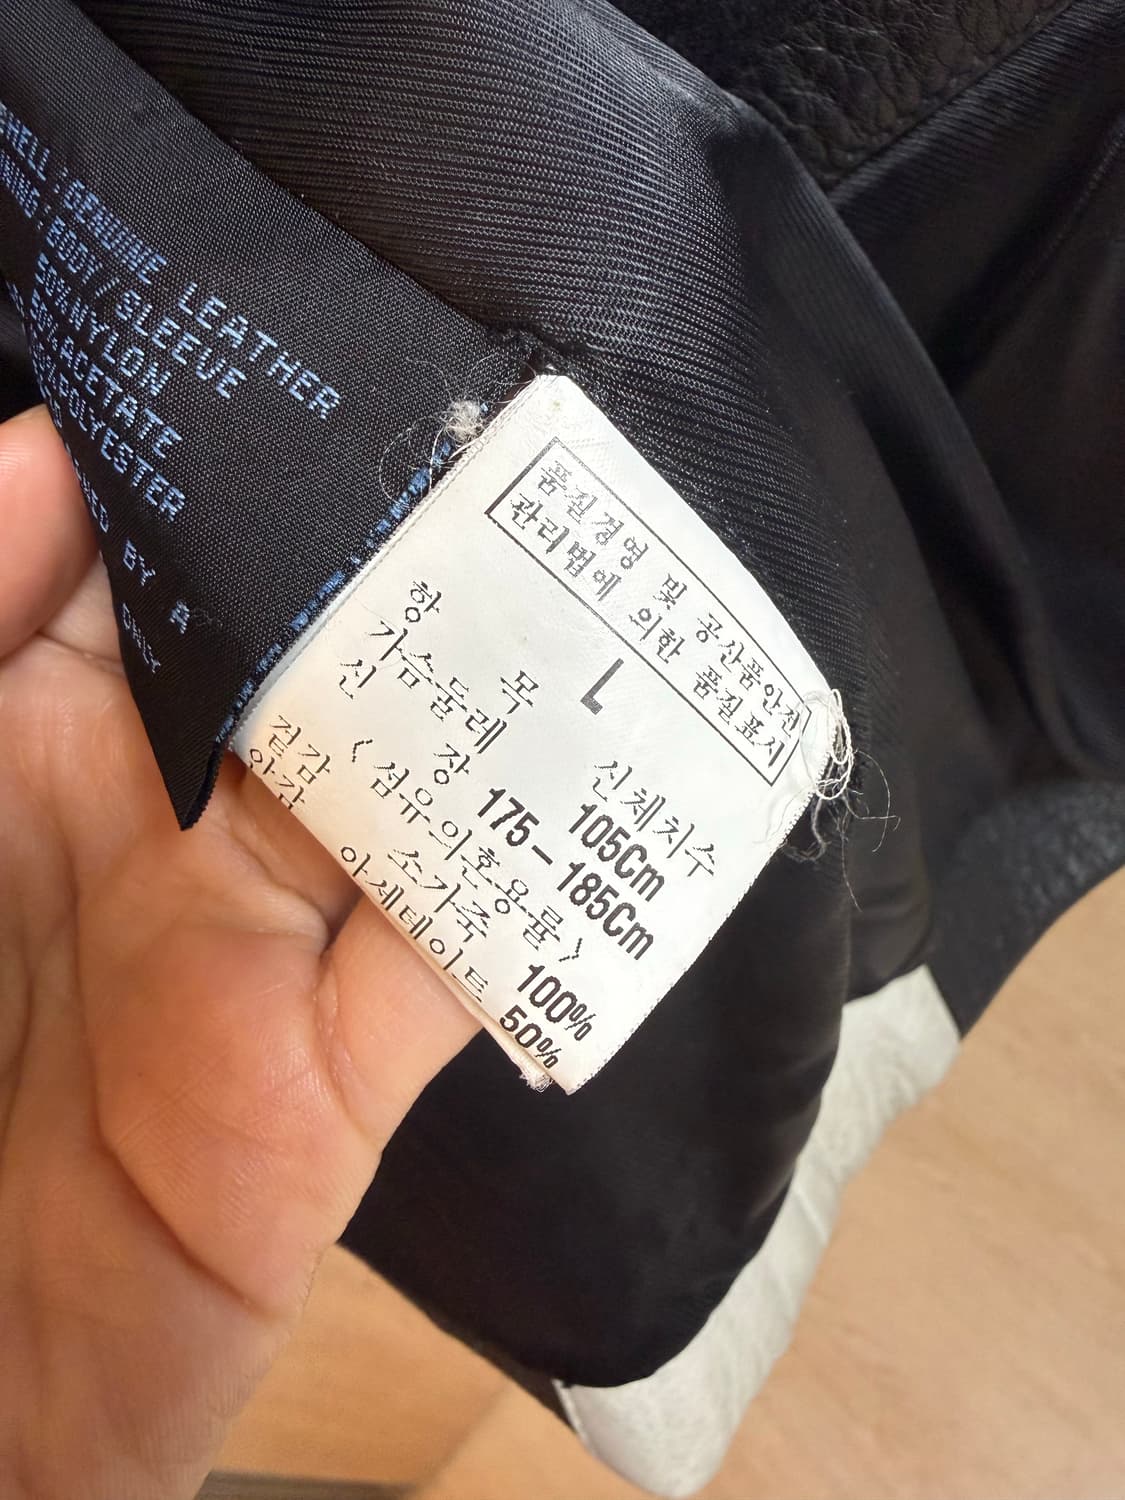 : GENUINE LEATHER
: BODY/SLEEVE
NYLON
ACETATE
POLYESTER
BY A
ONLY
품질경영 및 공산품안전
관리법에 의한 품질표시
L
항 목 신체치수
가슴둘레 105Cm
신 장 175-185Cm
〈섬유의혼용률〉
겉감 소가죽 100%
안감 아세테이트 50%